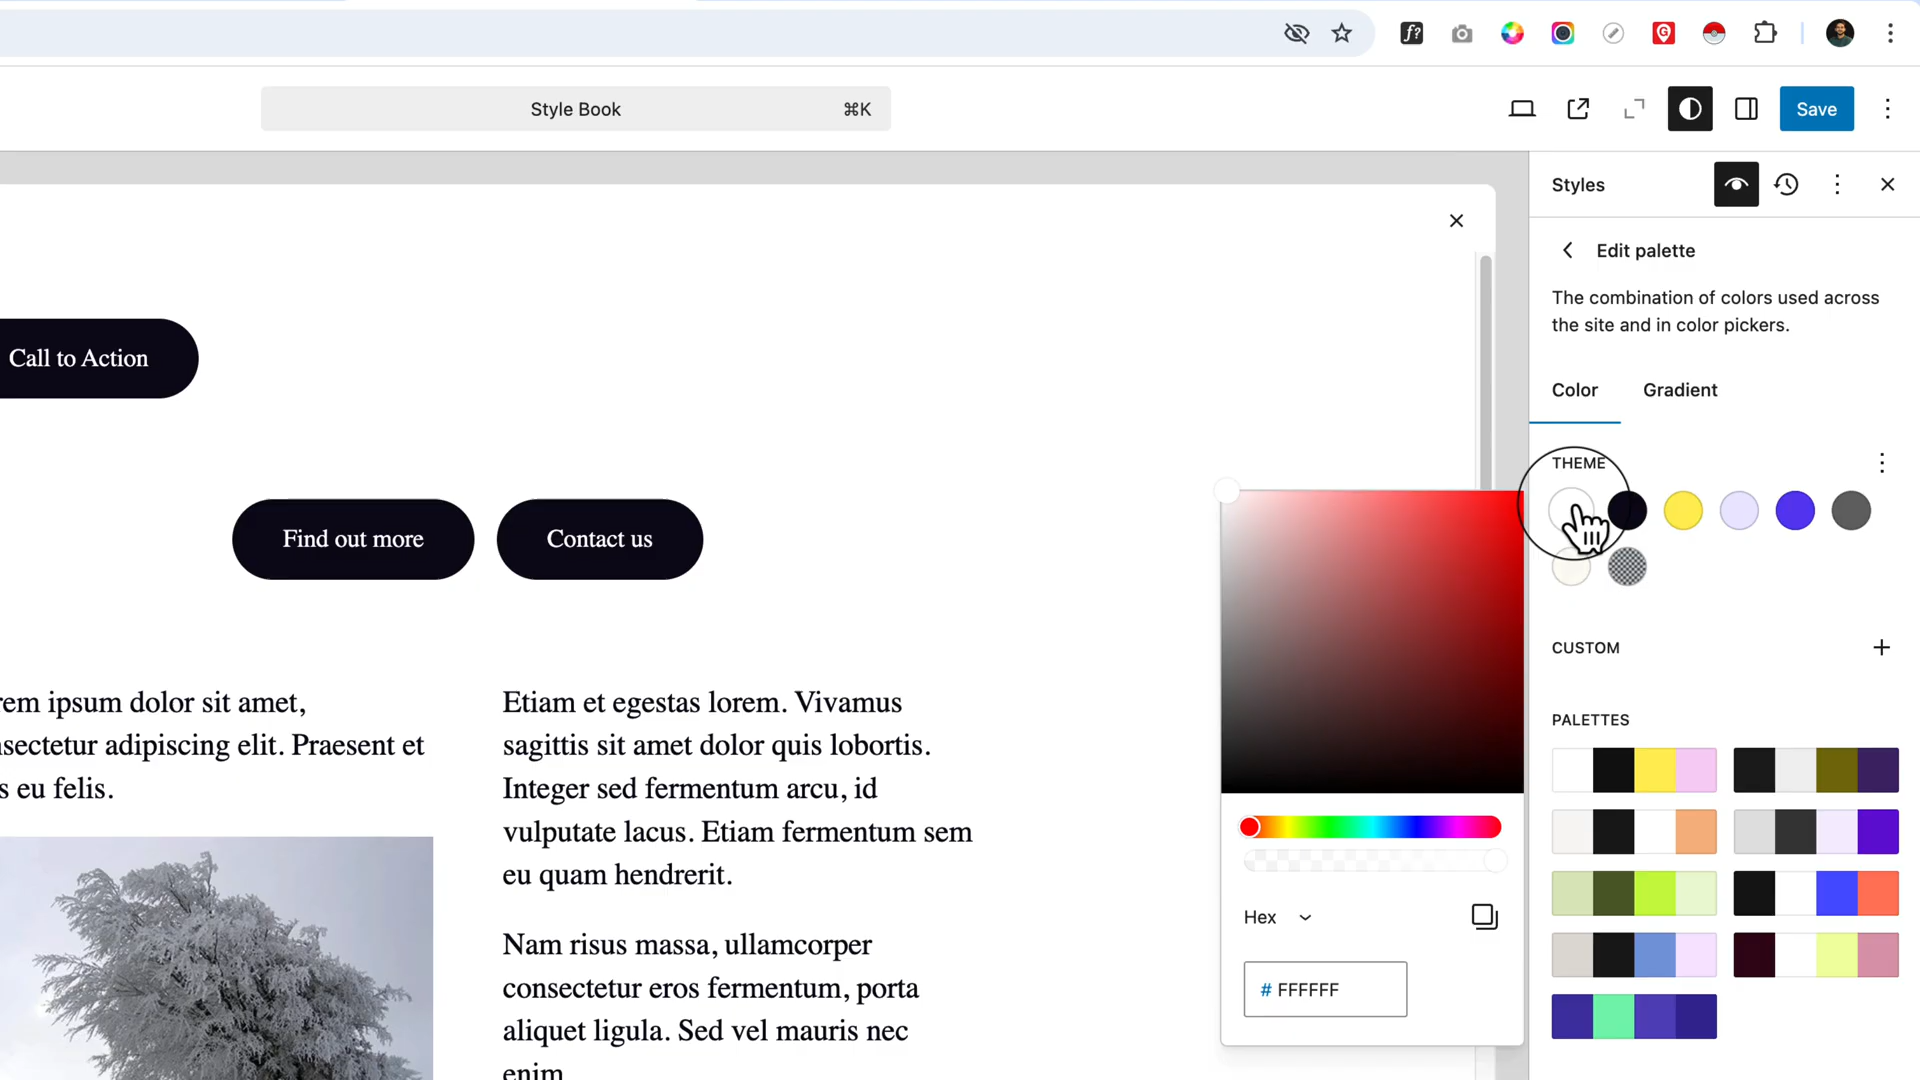 Style Book ⌘K
Save
Styles
Edit palette
The combination of colors used across
the site and in color pickers.
Color Gradient
THEME
CUSTOM
PALETTES
Hex
# FFFFFF
Call to Action
Find out more Contact us
rem ipsum dolor sit amet,
nsectetur adipiscing elit. Praesent et
s eu felis.
Etiam et egestas lorem. Vivamus
sagittis sit amet dolor quis lobortis.
Integer sed fermentum arcu, id
vulputate lacus. Etiam fermentum sem
eu quam hendrerit.
Nam risus massa, ullamcorper
consectetur eros fermentum, porta
aliquet ligula. Sed vel mauris nec
enim